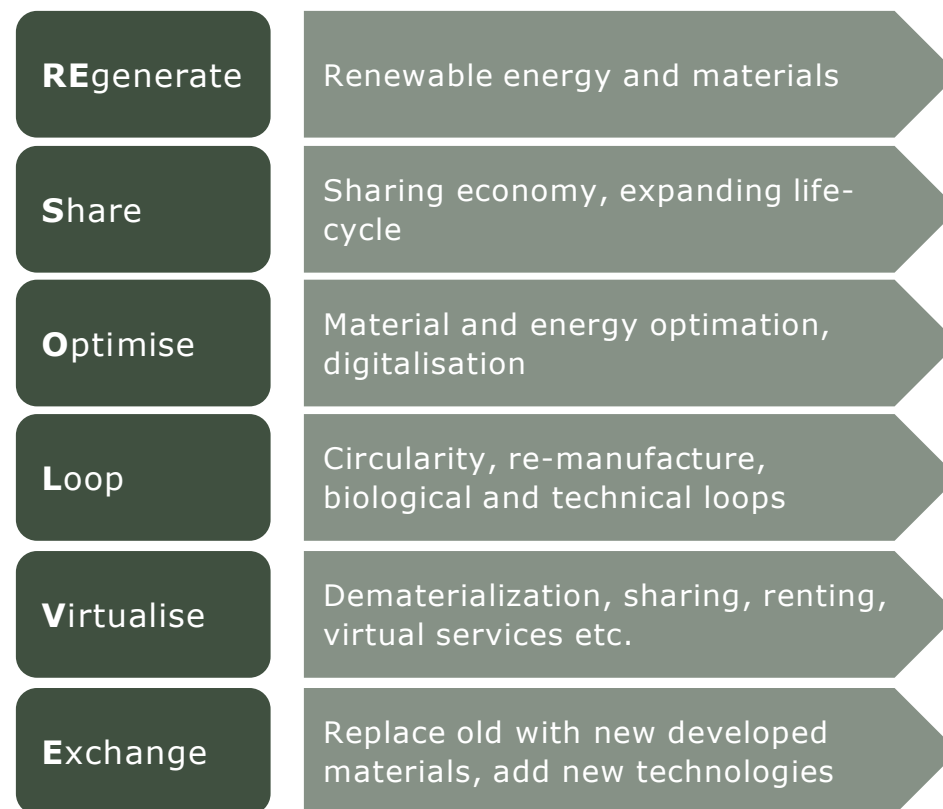 REgenerate
Renewable energy and materials
Share
Sharing economy, expanding life-
cycle
Optimise
Material and energy optimation,
digitalisation
Loop
Circularity, re-manufacture,
biological and technical loops
Virtualise
Dematerialization, sharing, renting,
virtual services etc.
Exchange
Replace old with new developed
materials, add new technologies